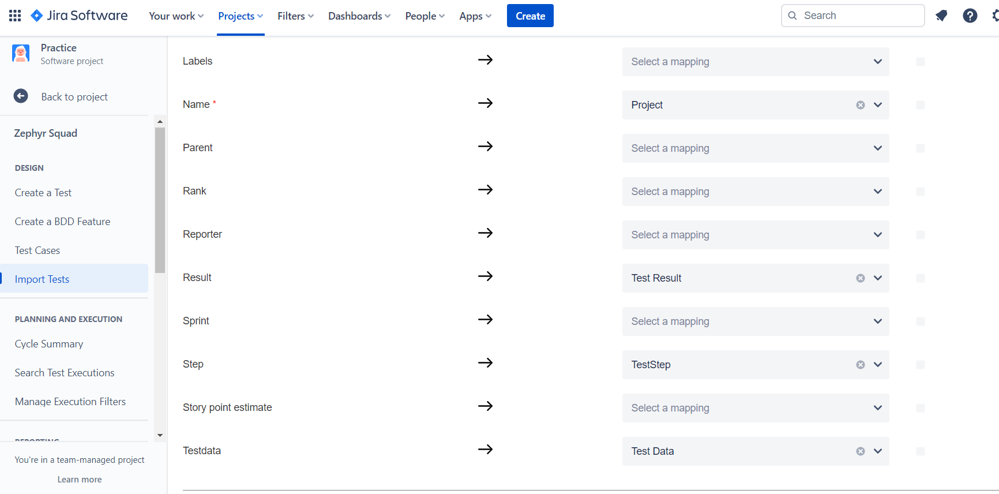 Jira Software
Your work
Projects
Filters
Dashboards
People
Apps
Create
Search
Practice
Software project
Back to project
Zephyr Squad
DESIGN
Create a Test
Create a BDD Feature
Test Cases
Import Tests
PLANNING AND EXECUTION
Cycle Summary
Search Test Executions
Manage Execution Filters
REPORTING
You're in a team-managed project
Learn more
Labels → Select a mapping
Name * → Project
Parent → Select a mapping
Rank → Select a mapping
Reporter → Select a mapping
Result → Test Result
Sprint → Select a mapping
Step → TestStep
Story point estimate → Select a mapping
Testdata → Test Data